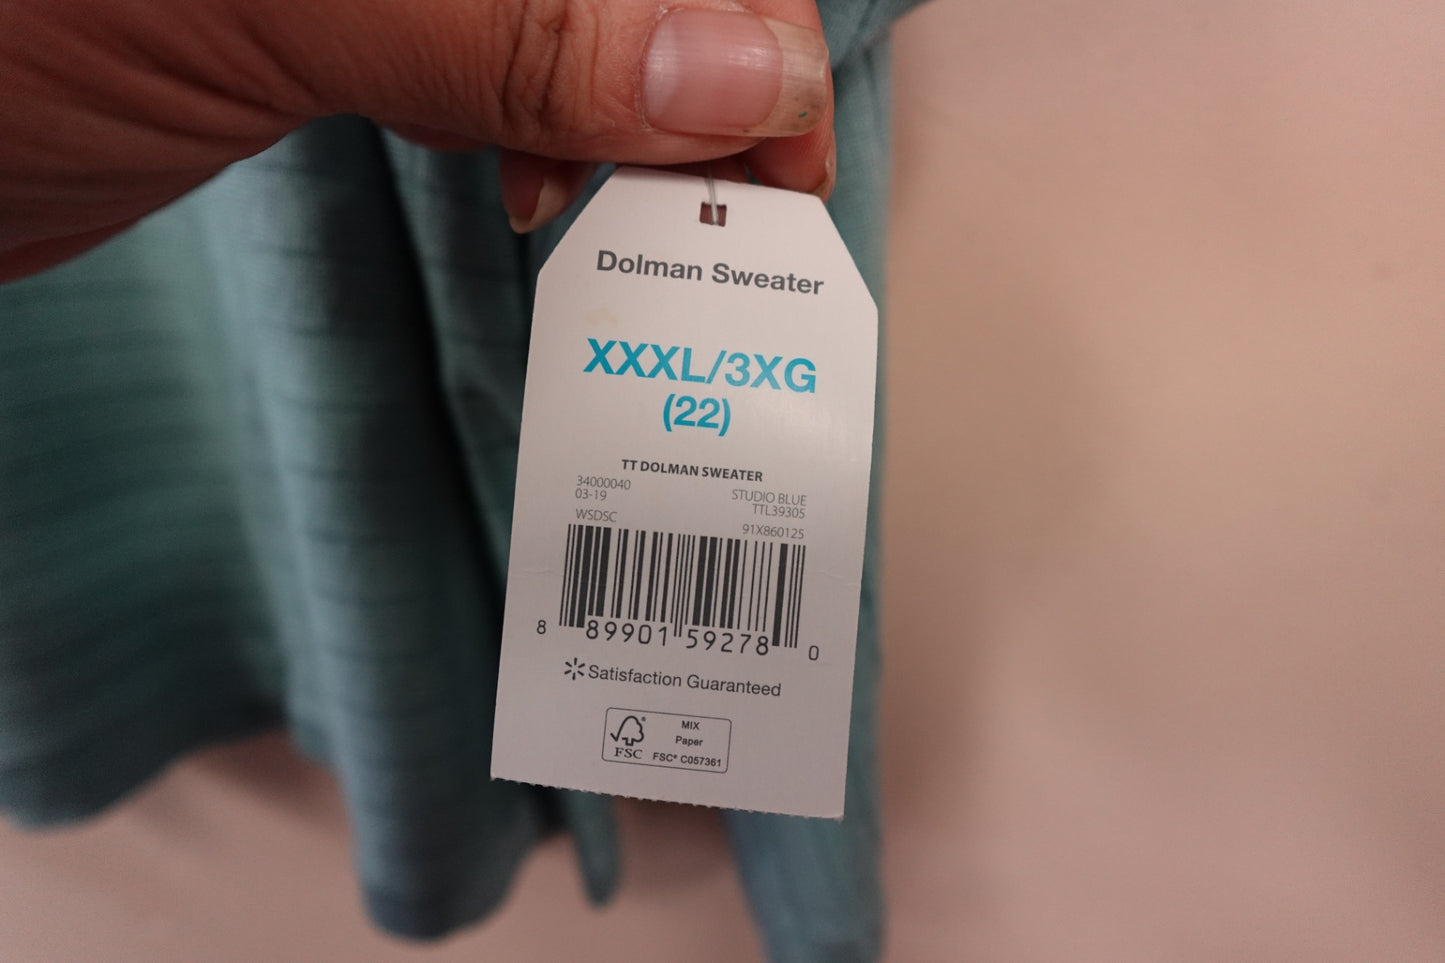 Dolman Sweater
XXXL/3XG
(22)
TT DOLMAN SWEATER
34000040
03-19
STUDIO BLUE
TTL39305
WSDSC
91X860125
8 89901 59278 0
Satisfaction Guaranteed
FSC®
MIX
Paper
FSC® C057361